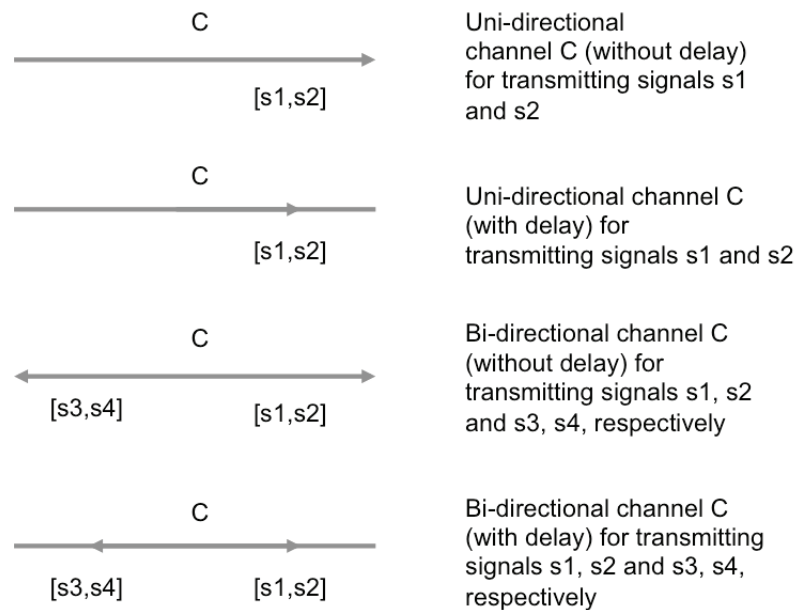 C
[s1,s2]
Uni-directional
channel C (without delay)
for transmitting signals s1
and s2
C
[s1,s2]
Uni-directional channel C
(with delay) for
transmitting signals s1 and s2
C
[s3,s4]
[s1,s2]
Bi-directional channel C
(without delay) for
transmitting signals s1, s2
and s3, s4, respectively
C
[s3,s4]
[s1,s2]
Bi-directional channel C
(with delay) for transmitting
signals s1, s2 and s3, s4,
respectively